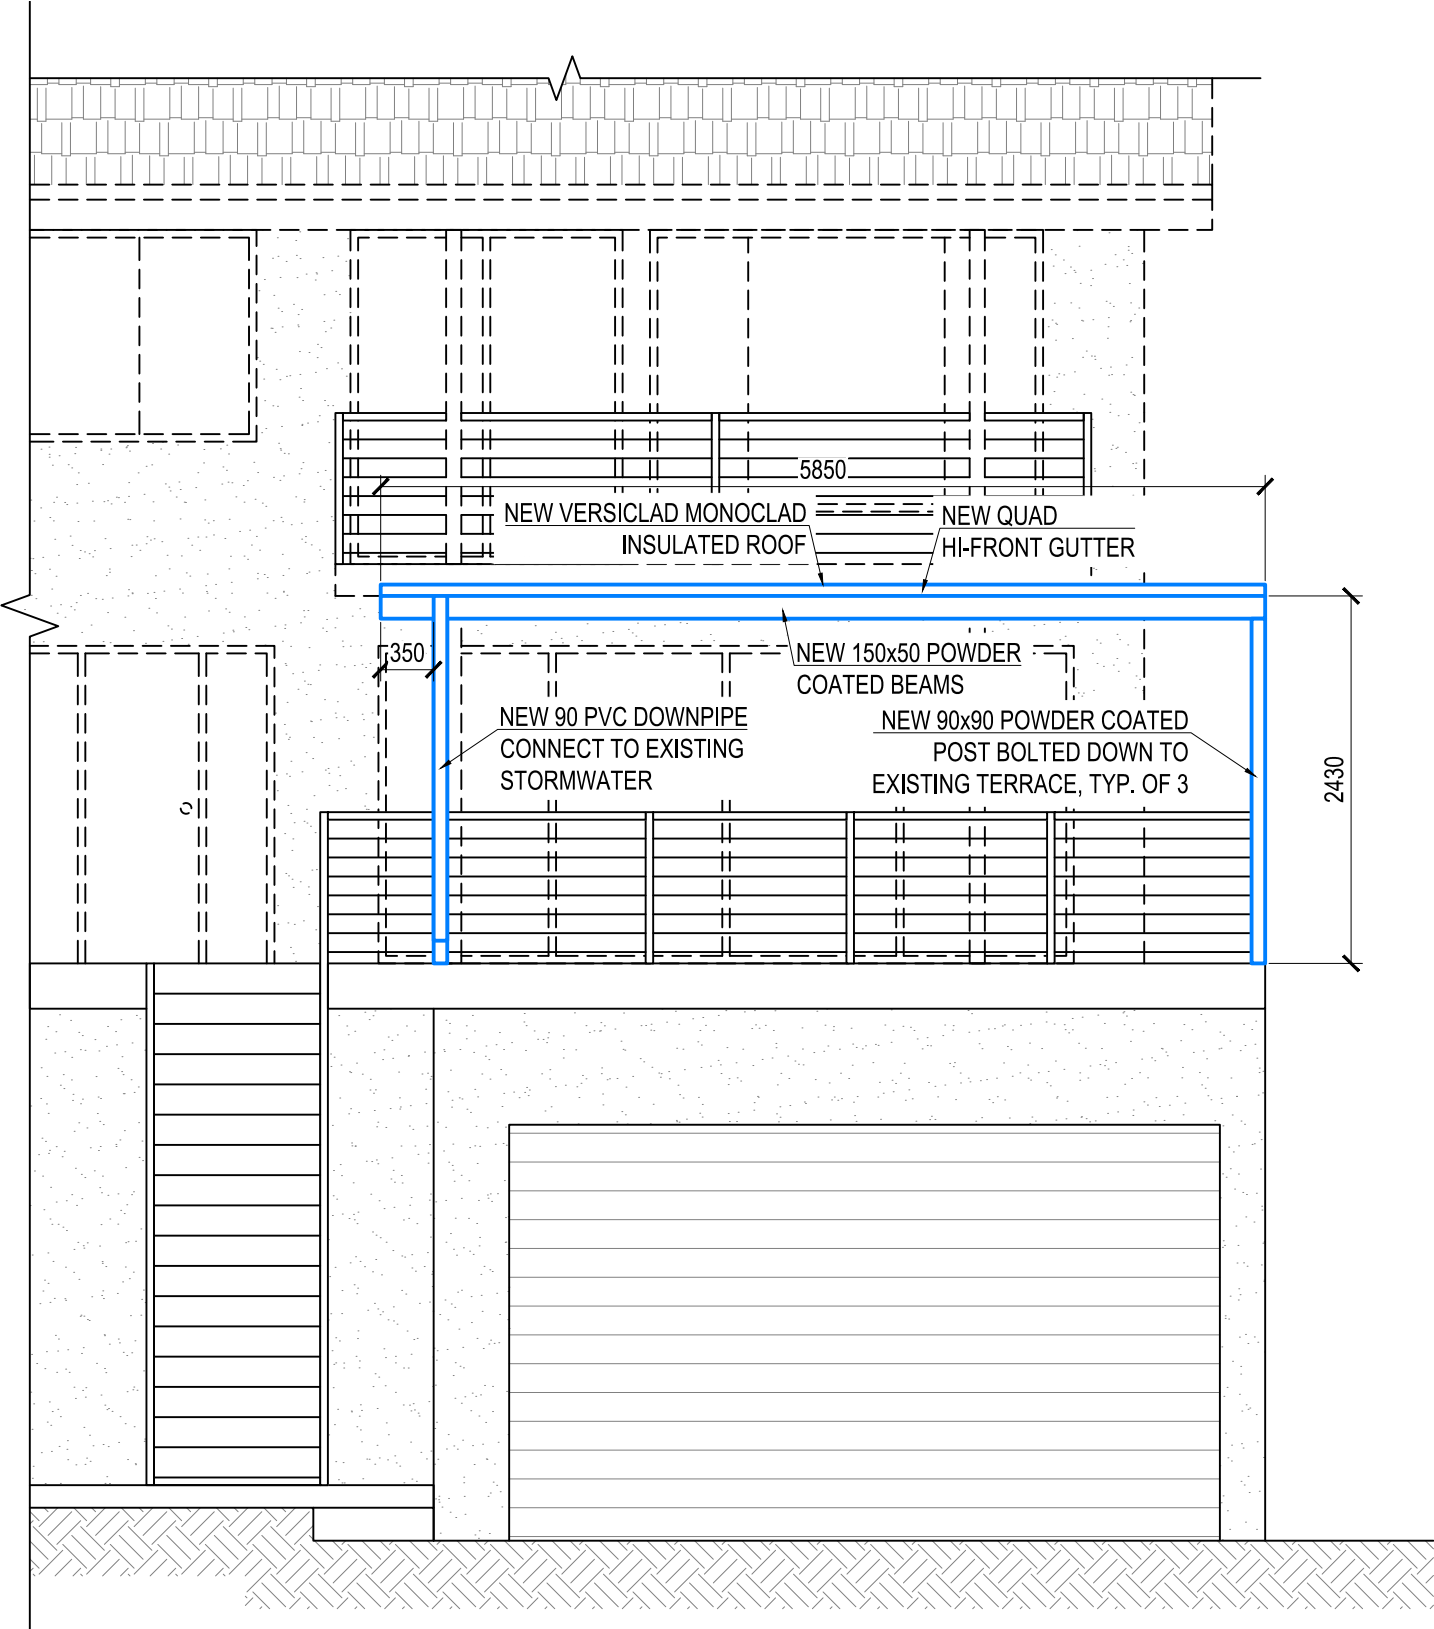 5850
NEW VERSICLAD MONOCLAD
INSULATED ROOF
NEW QUAD
HI-FRONT GUTTER
350
NEW 150x50 POWDER
COATED BEAMS
NEW 90 PVC DOWNPIPE
CONNECT TO EXISTING
STORMWATER
NEW 90x90 POWDER COATED
POST BOLTED DOWN TO
EXISTING TERRACE, TYP. OF 3
2430